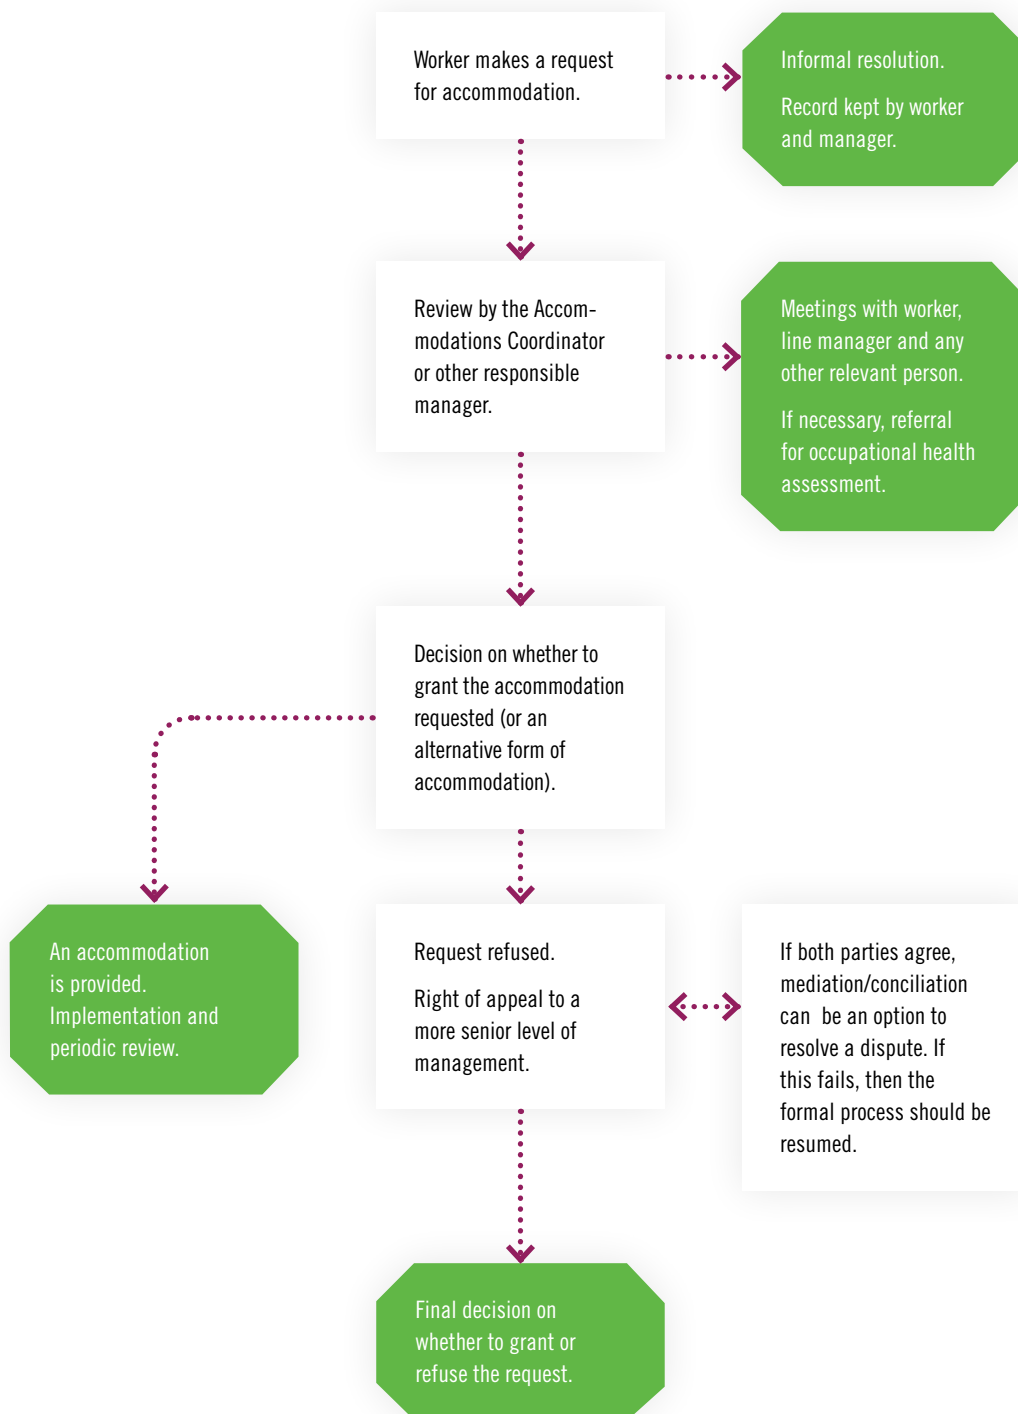 Worker makes a request
for accommodation.
Informal resolution.
Record kept by worker
and manager.
Review by the Accom-
modations Coordinator
or other responsible
manager.
Meetings with worker,
line manager and any
other relevant person.
If necessary, referral
for occupational health
assessment.
Decision on whether to
grant the accommodation
requested (or an
alternative form of
accommodation).
An accommodation
is provided.
Implementation and
periodic review.
Request refused.
Right of appeal to a
more senior level of
management.
If both parties agree,
mediation/conciliation
can  be an option to
resolve a dispute. If
this fails, then the
formal process should be
resumed.
Final decision on
whether to grant or
refuse the request.